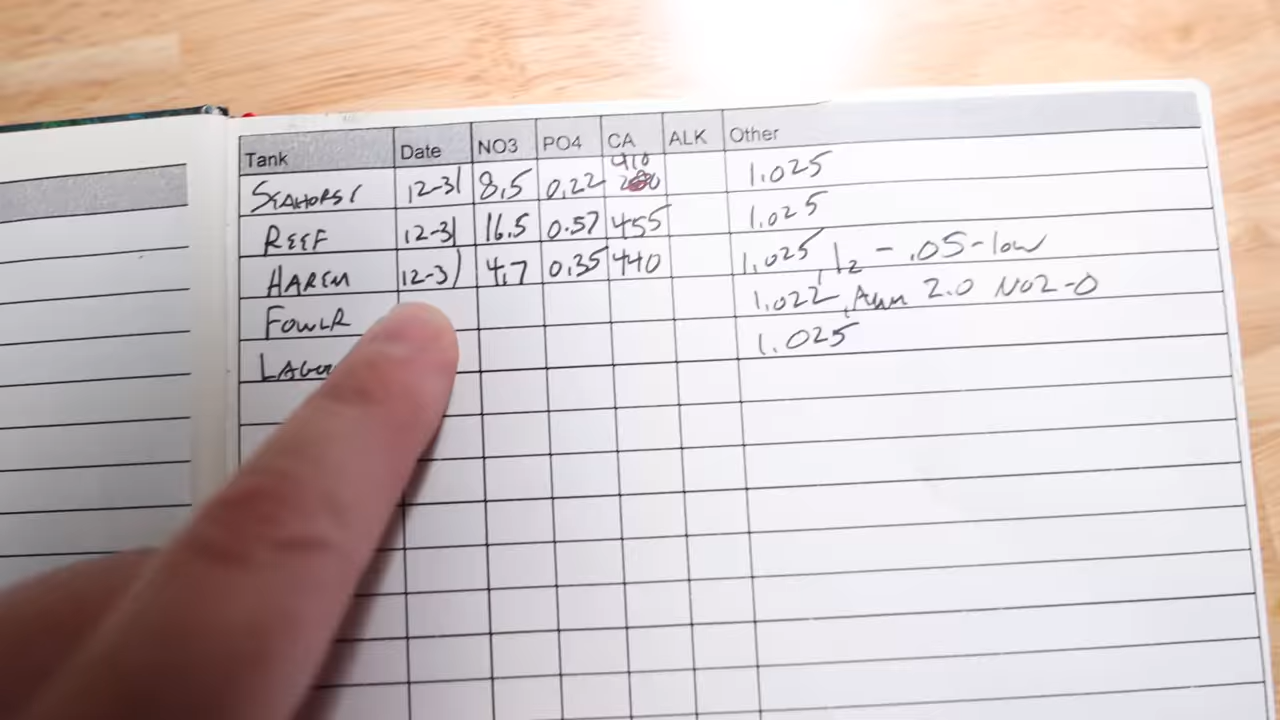 Tank Date NO3 PO4 CA ALK Other
SEAHORSE 12-31 8.5 0.22 410 1.025
REEF 12-31 16.5 0.57 455 1.025
HAREM 12-31 4.7 0.35 440 1.025, I2 - .05-low
FOWLR 1.022, Amm 2.0 NO2-0
1.025